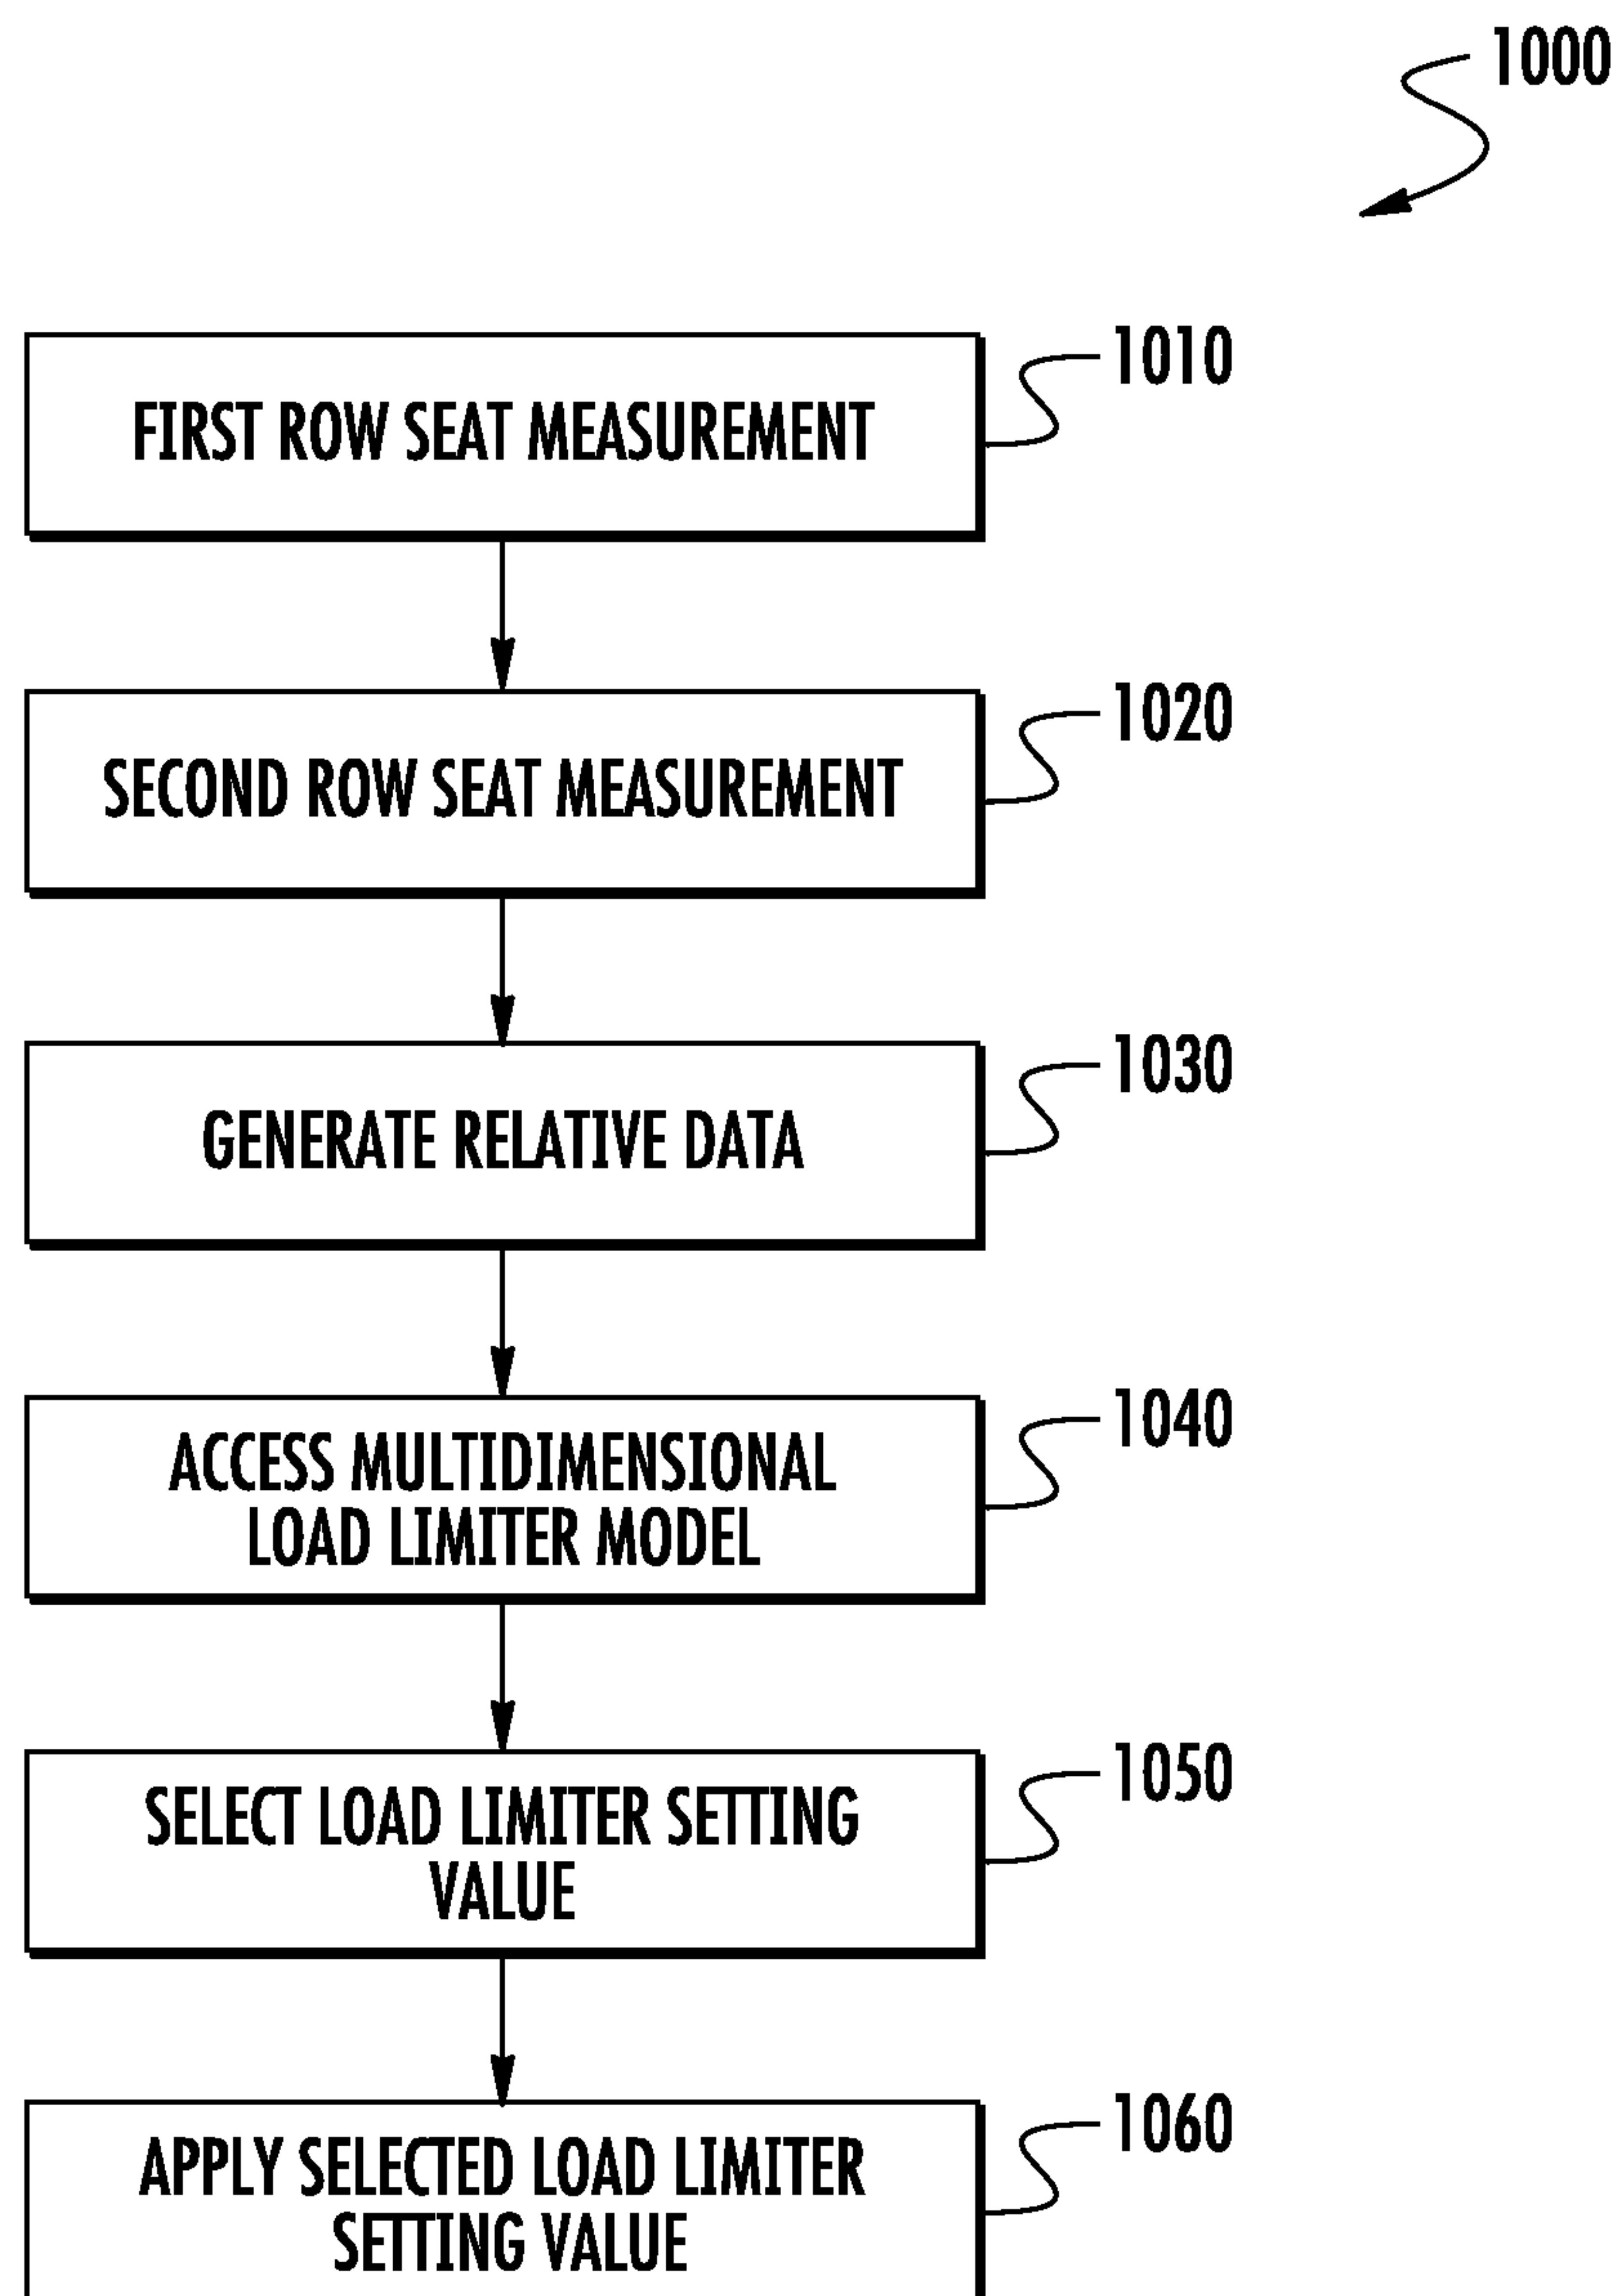 1000
FIRST ROW SEAT MEASUREMENT
1010
SECOND ROW SEAT MEASUREMENT
1020
GENERATE RELATIVE DATA
1030
ACCESS MULTIDIMENSIONAL
LOAD LIMITER MODEL
1040
SELECT LOAD LIMITER SETTING
VALUE
1050
APPLY SELECTED LOAD LIMITER
SETTING VALUE
1060